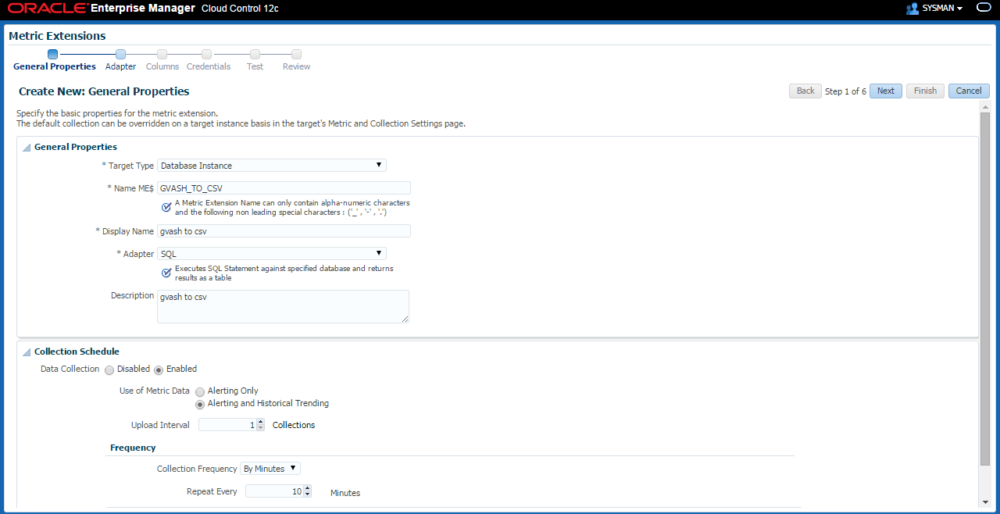 ORACLE Enterprise Manager Cloud Control 12c SYSMAN
Metric Extensions
General Properties Adapter Columns Credentials Test Review
Create New: General Properties Back Step 1 of 6 Next Finish Cancel
Specify the basic properties for the metric extension.
The default collection can be overridden on a target instance basis in the target's Metric and Collection Settings page.
General Properties
* Target Type Database Instance
* Name ME$ GVASH_TO_CSV
A Metric Extension Name can only contain alpha-numeric characters
and the following non leading special characters : ('_' , '-' , '.')
* Display Name gvash to csv
* Adapter SQL
Executes SQL Statement against specified database and returns
results as a table
Description gvash to csv
Collection Schedule
Data Collection Disabled Enabled
Use of Metric Data Alerting Only
Alerting and Historical Trending
Upload Interval 1 Collections
Frequency
Collection Frequency By Minutes
Repeat Every 10 Minutes